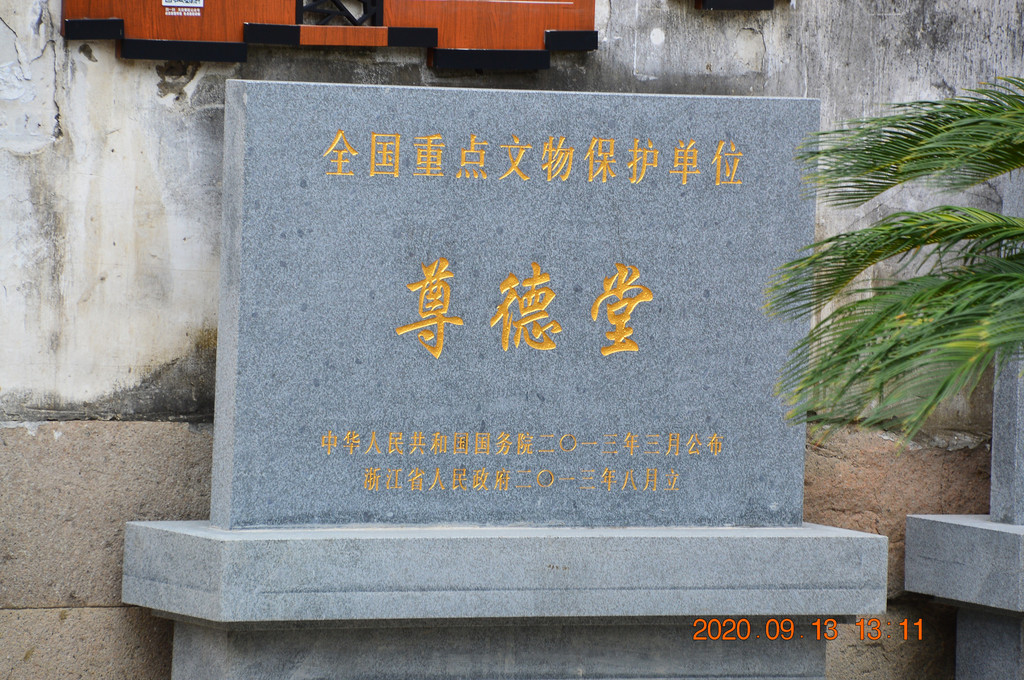 全国重点文物保护单位
尊德堂
中华人民共和国国务院二〇一三年三月公布
浙江省人民政府二〇一三年八月立
2020.09.13 13:11